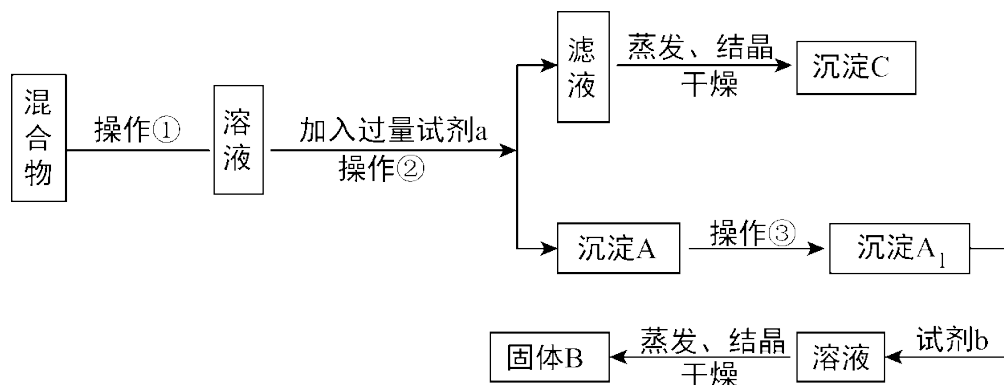 混合物
操作①
溶液
加入过量试剂a
操作②
滤液
蒸发、结晶
干燥
沉淀C
沉淀A
操作③
沉淀A₁
试剂b
溶液
蒸发、结晶
干燥
固体B